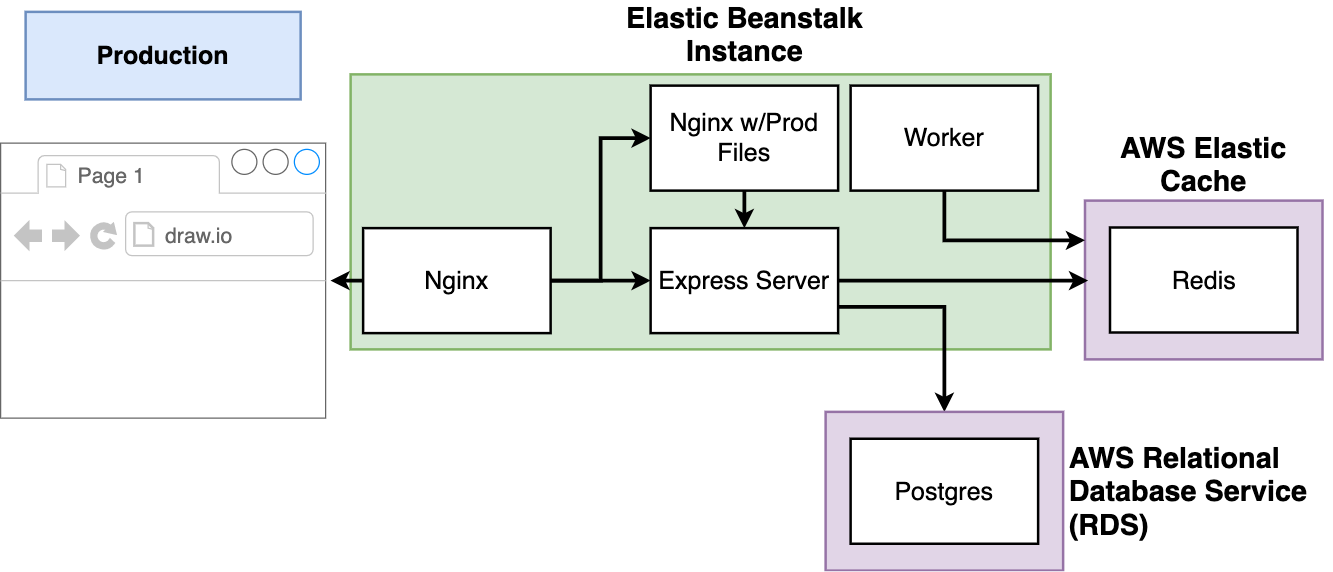 Production
Elastic Beanstalk
Instance
Page 1
draw.io
Nginx
Nginx w/Prod
Files
Worker
Express Server
AWS Elastic
Cache
Redis
Postgres
AWS Relational
Database Service
(RDS)